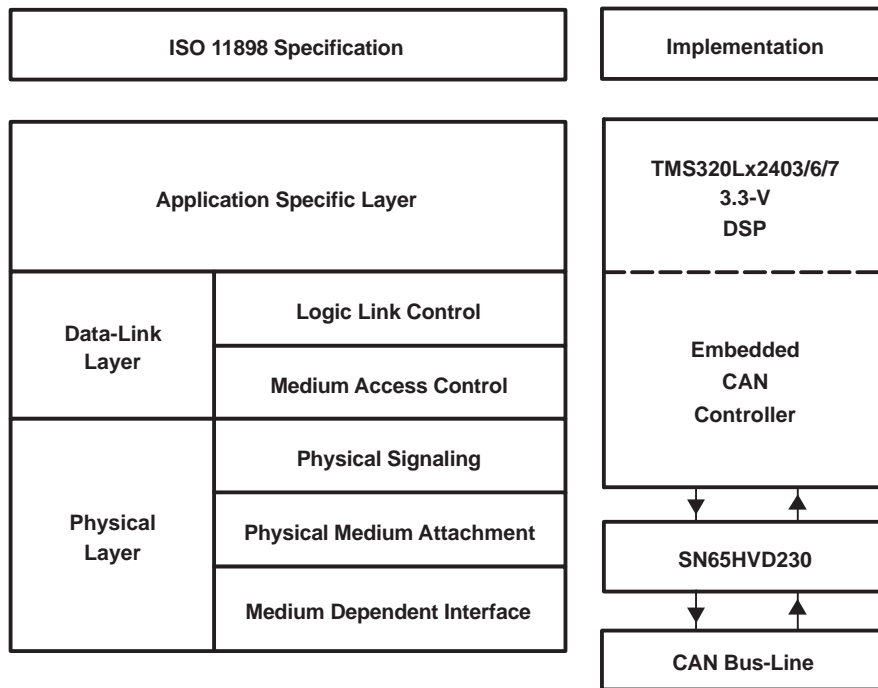 ISO 11898 Specification
Implementation
Application Specific Layer
Data-Link
Layer
Logic Link Control
Medium Access Control
Physical
Layer
Physical Signaling
Physical Medium Attachment
Medium Dependent Interface
TMS320Lx2403/6/7
3.3-V
DSP
Embedded
CAN
Controller
SN65HVD230
CAN Bus-Line